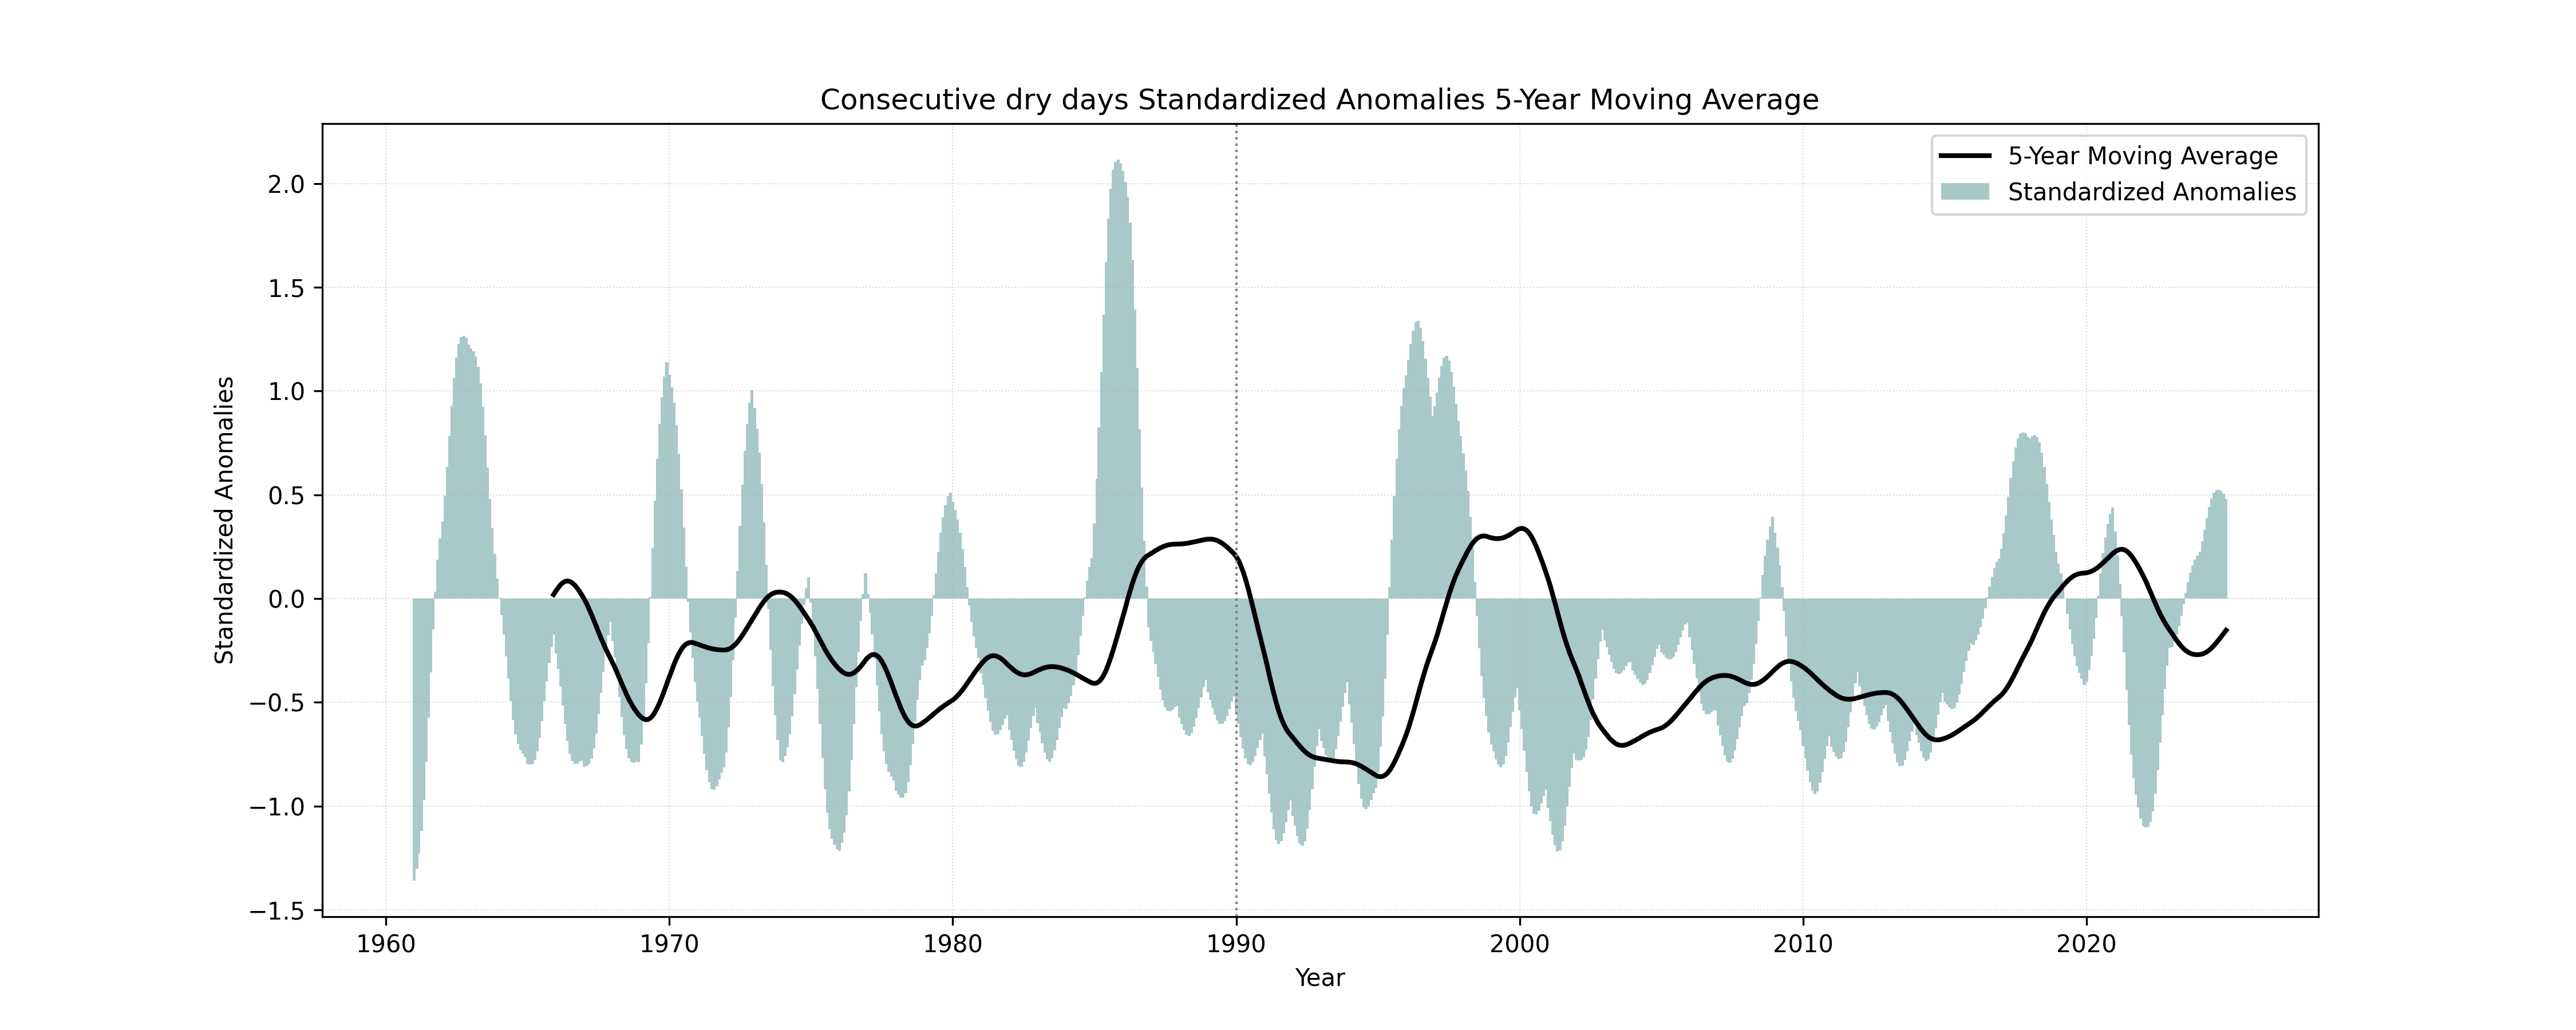 Consecutive dry days Standardized Anomalies 5-Year Moving Average
5-Year Moving Average
Standardized Anomalies
2.0
1.5
1.0
0.5
0.0
−0.5
−1.0
−1.5
Standardized Anomalies
1960 1970 1980 1990 2000 2010 2020
Year